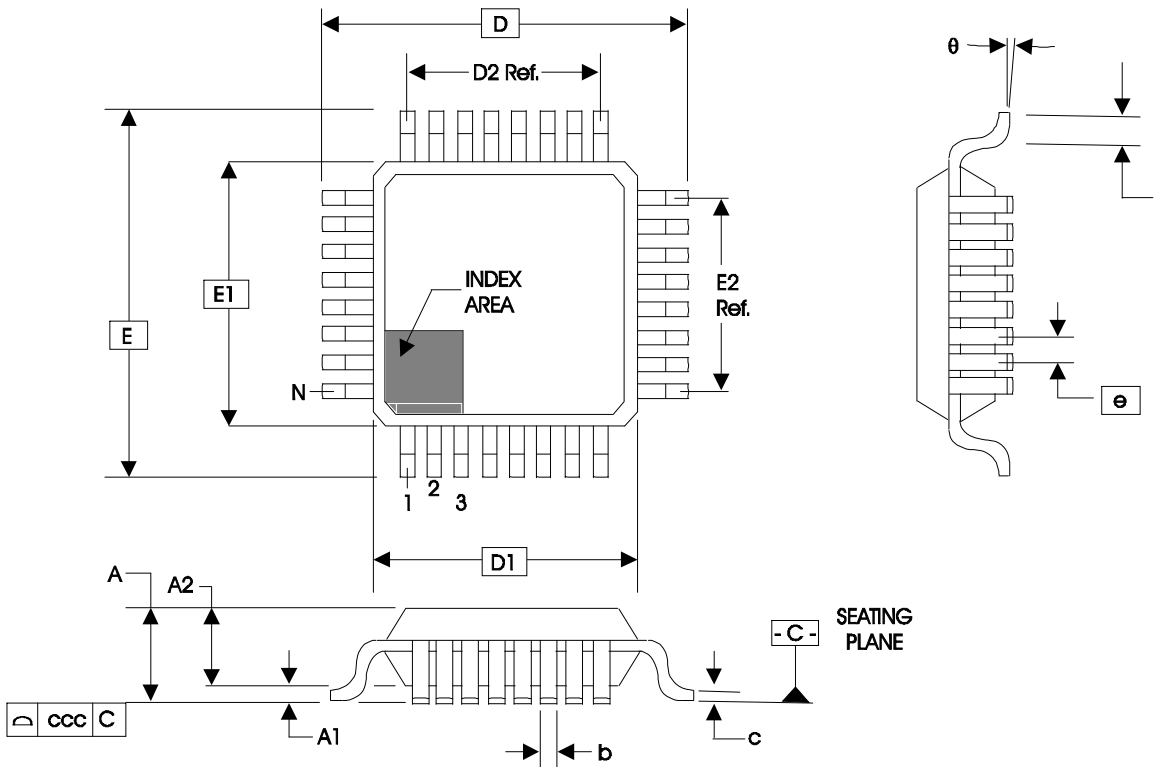 D
θ
D2 Ref.
INDEX
AREA
E2
Ref.
E1
E
N
e
1
2
3
D1
A
A2
SEATING
PLANE
- C -
ccc C
A1
b
c